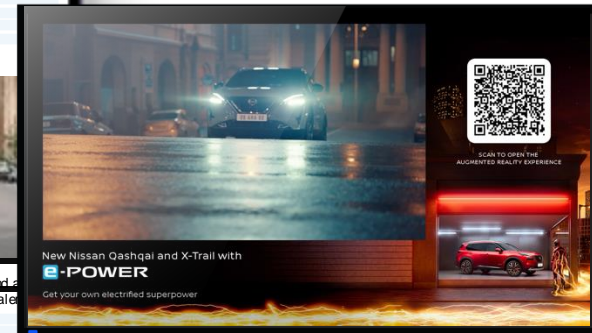 SCAN TO OPEN THE
AUGMENTED REALITY EXPERIENCE
New Nissan Qashqai and X-Trail with
e-POWER
Get your own electrified superpower